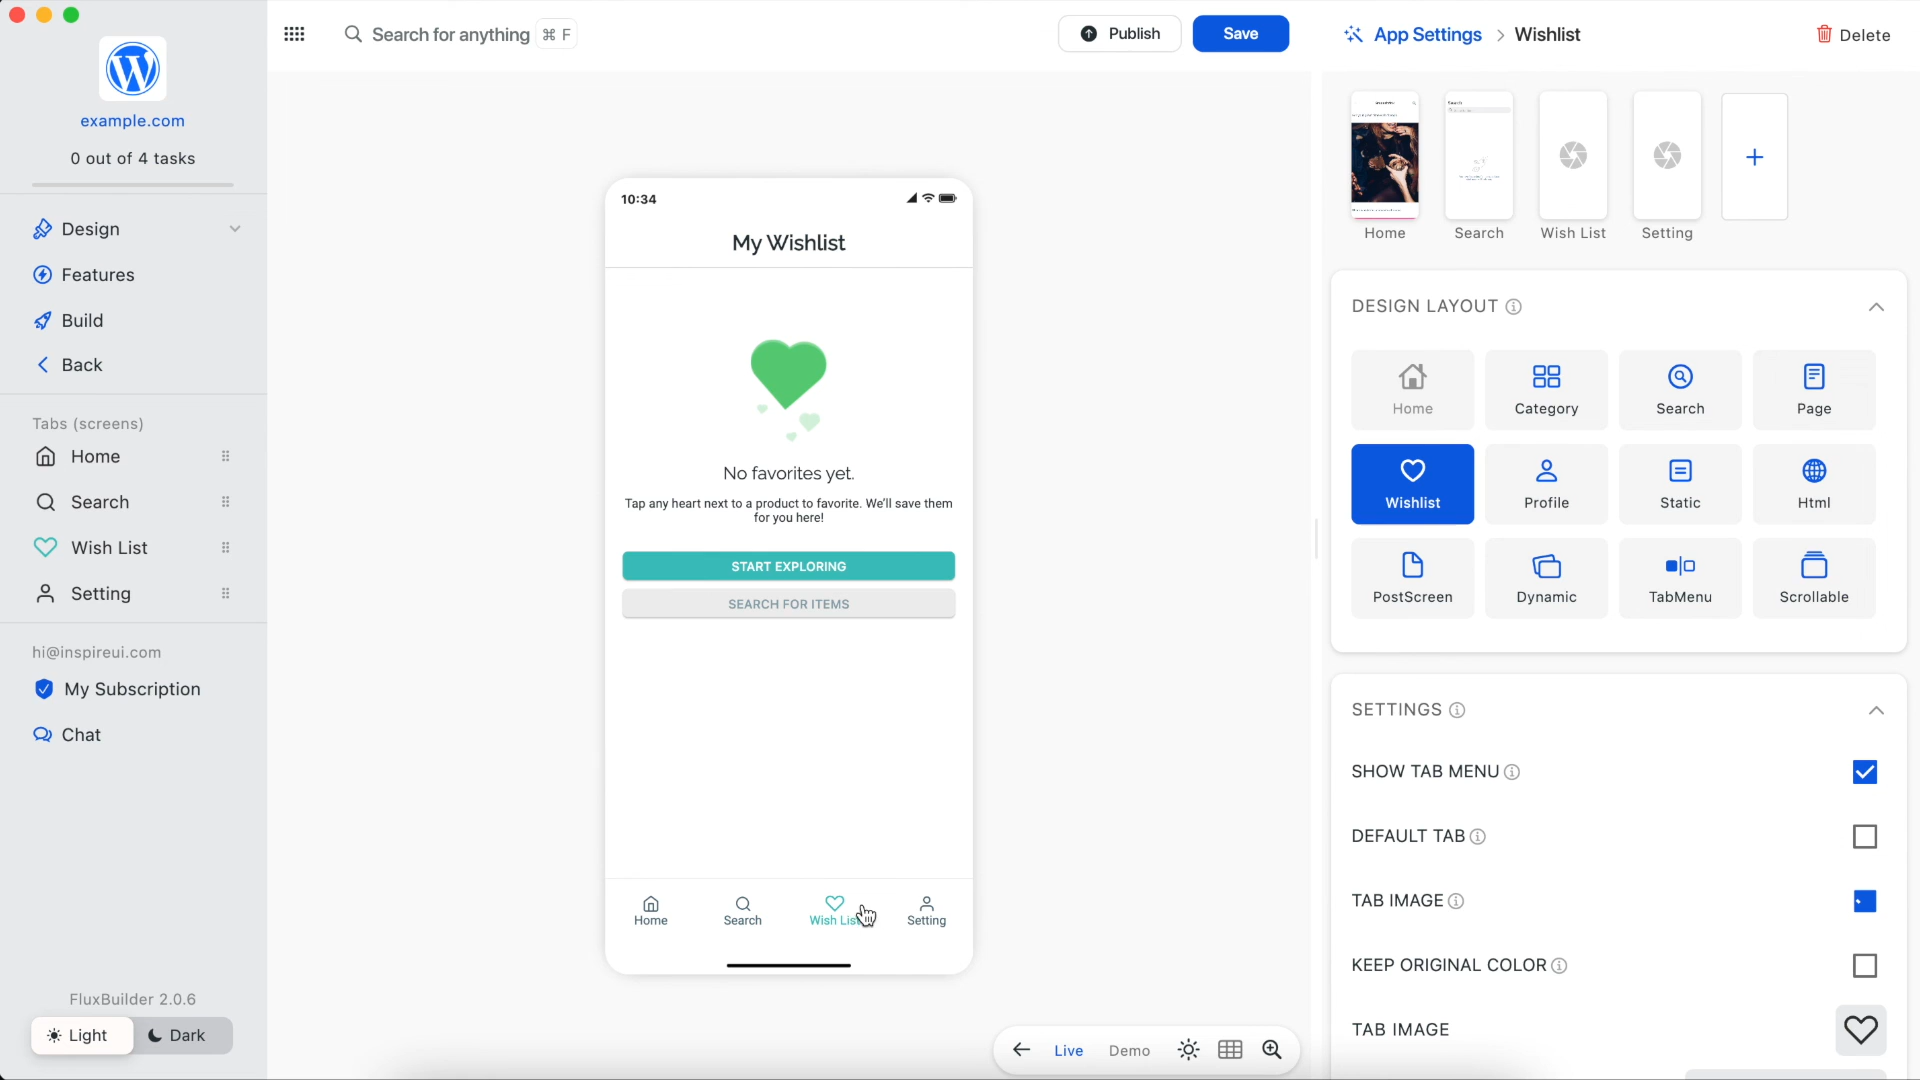 example.com
0 out of 4 tasks
Design
Features
Build
Back
Tabs (screens)
Home
Search
Wish List
Setting
hi@inspireui.com
My Subscription
Chat
FluxBuilder 2.0.6
Light
Dark
Search for anything ⌘ F
Publish
Save
10:34
My Wishlist
No favorites yet.
Tap any heart next to a product to favorite. We'll save them
for you here!
START EXPLORING
SEARCH FOR ITEMS
Home
Search
Wish List
Setting
Live
Demo
App Settings > Wishlist
Delete
Search
Home
Search
Wish List
Setting
DESIGN LAYOUT
Home
Category
Search
Page
Wishlist
Profile
Static
Html
PostScreen
Dynamic
TabMenu
Scrollable
SETTINGS
SHOW TAB MENU
DEFAULT TAB
TAB IMAGE
KEEP ORIGINAL COLOR
TAB IMAGE